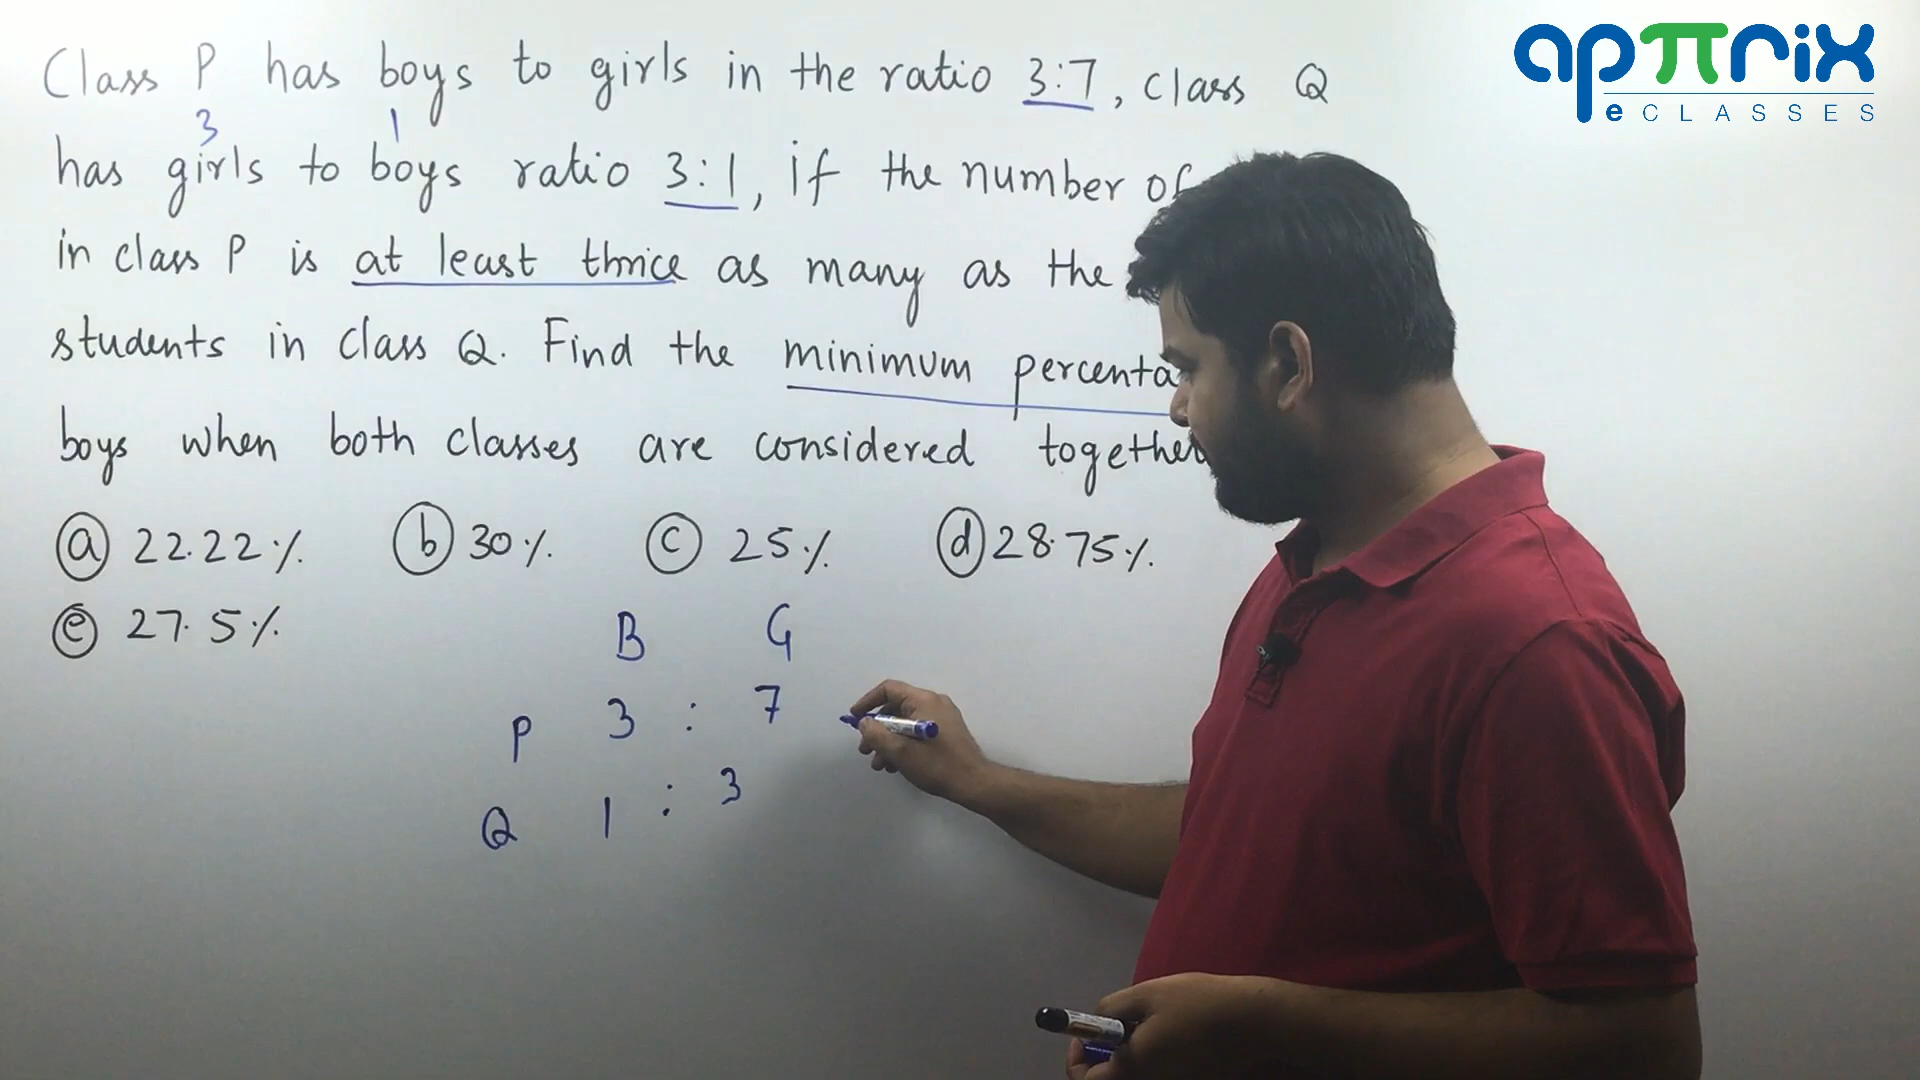 apπrix
eCLASSES
Class P has boys to girls in the ratio 3:7, class Q
3 1
has girls to boys ratio 3:1, if the number of
in class P is at least thrice as many as the
students in class Q. Find the minimum
boys when both classes are considered together
(a) 22.22% (b) 30% (c) 25% (d) 28.75%
(e) 27.5%
B G
P 3 : 7
Q 1 : 3